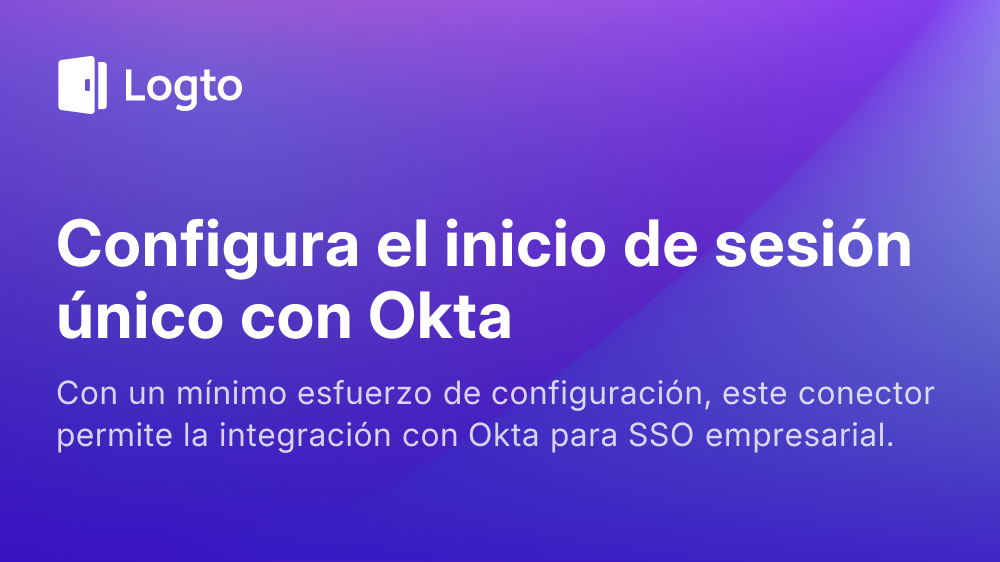 Logto
Configura el inicio de sesión
único con Okta
Con un mínimo esfuerzo de configuración, este conector
permite la integración con Okta para SSO empresarial.